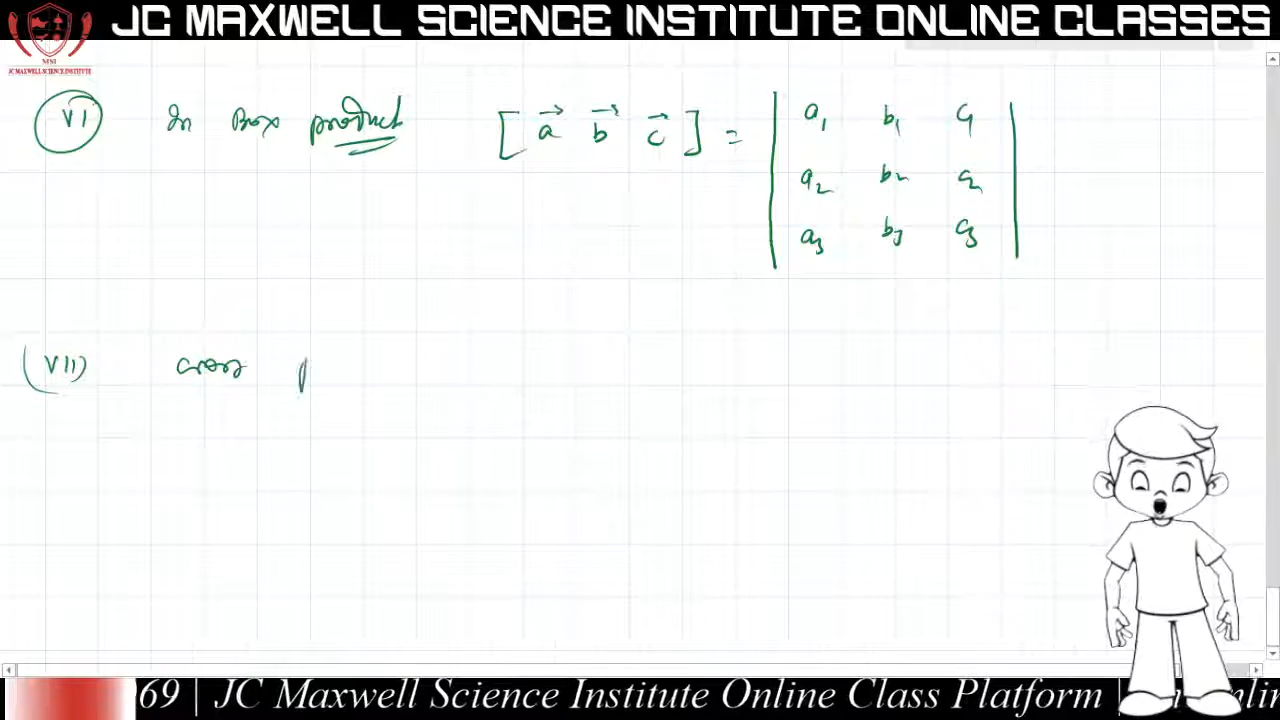 JC MAXWELL SCIENCE INSTITUTE ONLINE CLASSES
MSI
JC MAXWELL SCIENCE INSTITUTE
VI In Box product [ a⃗ b⃗ c⃗ ] = | a₁ b₁ c₁ |
| a₂ b₂ c₂ |
| a₃ b₃ c₃ |
(VII) cross p
69 | JC Maxwell Science Institute Online Class Platform |